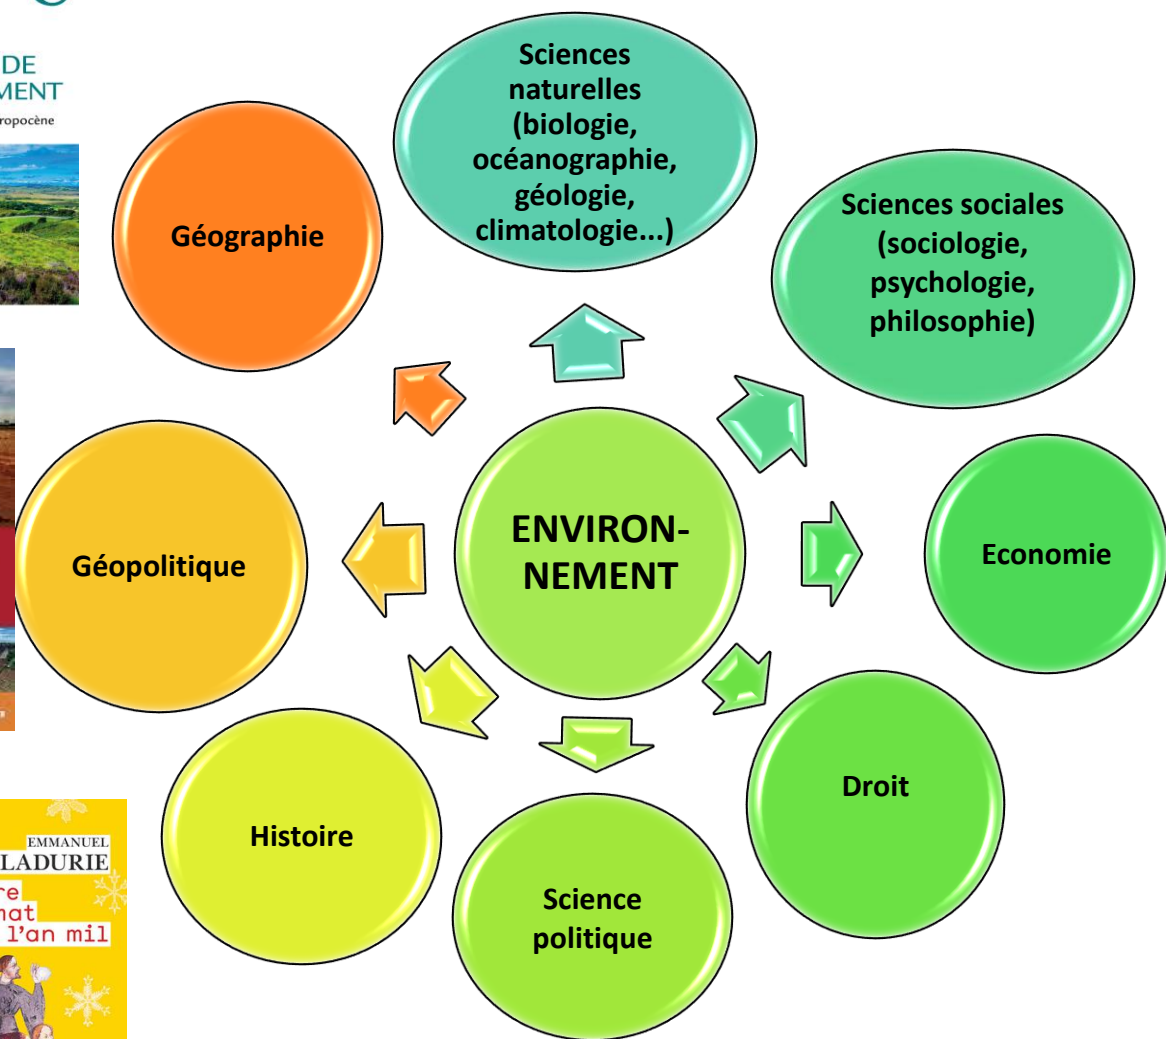 DE
MENT
ropocène
Sciences
naturelles
(biologie,
océanographie,
géologie,
climatologie...)
Géographie
Sciences sociales
(sociologie,
psychologie,
philosophie)
ENVIRON-
NEMENT
Economie
Géopolitique
Droit
Histoire
Science
politique
EMMANUEL
LADURIE
re
mat
l'an mil